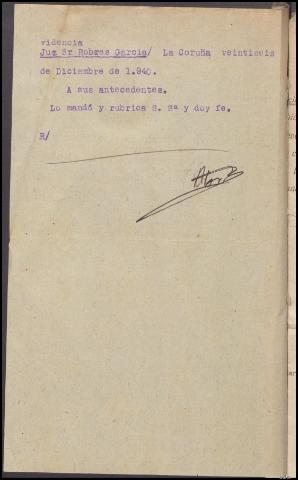 videncia
Juz Sr Robres Garcia/ La Coruña veintiseis
de Diciembre de 1.940.
A sus antecedentes.
Lo mandó y rubrica S. Sª y doy fe.
R/